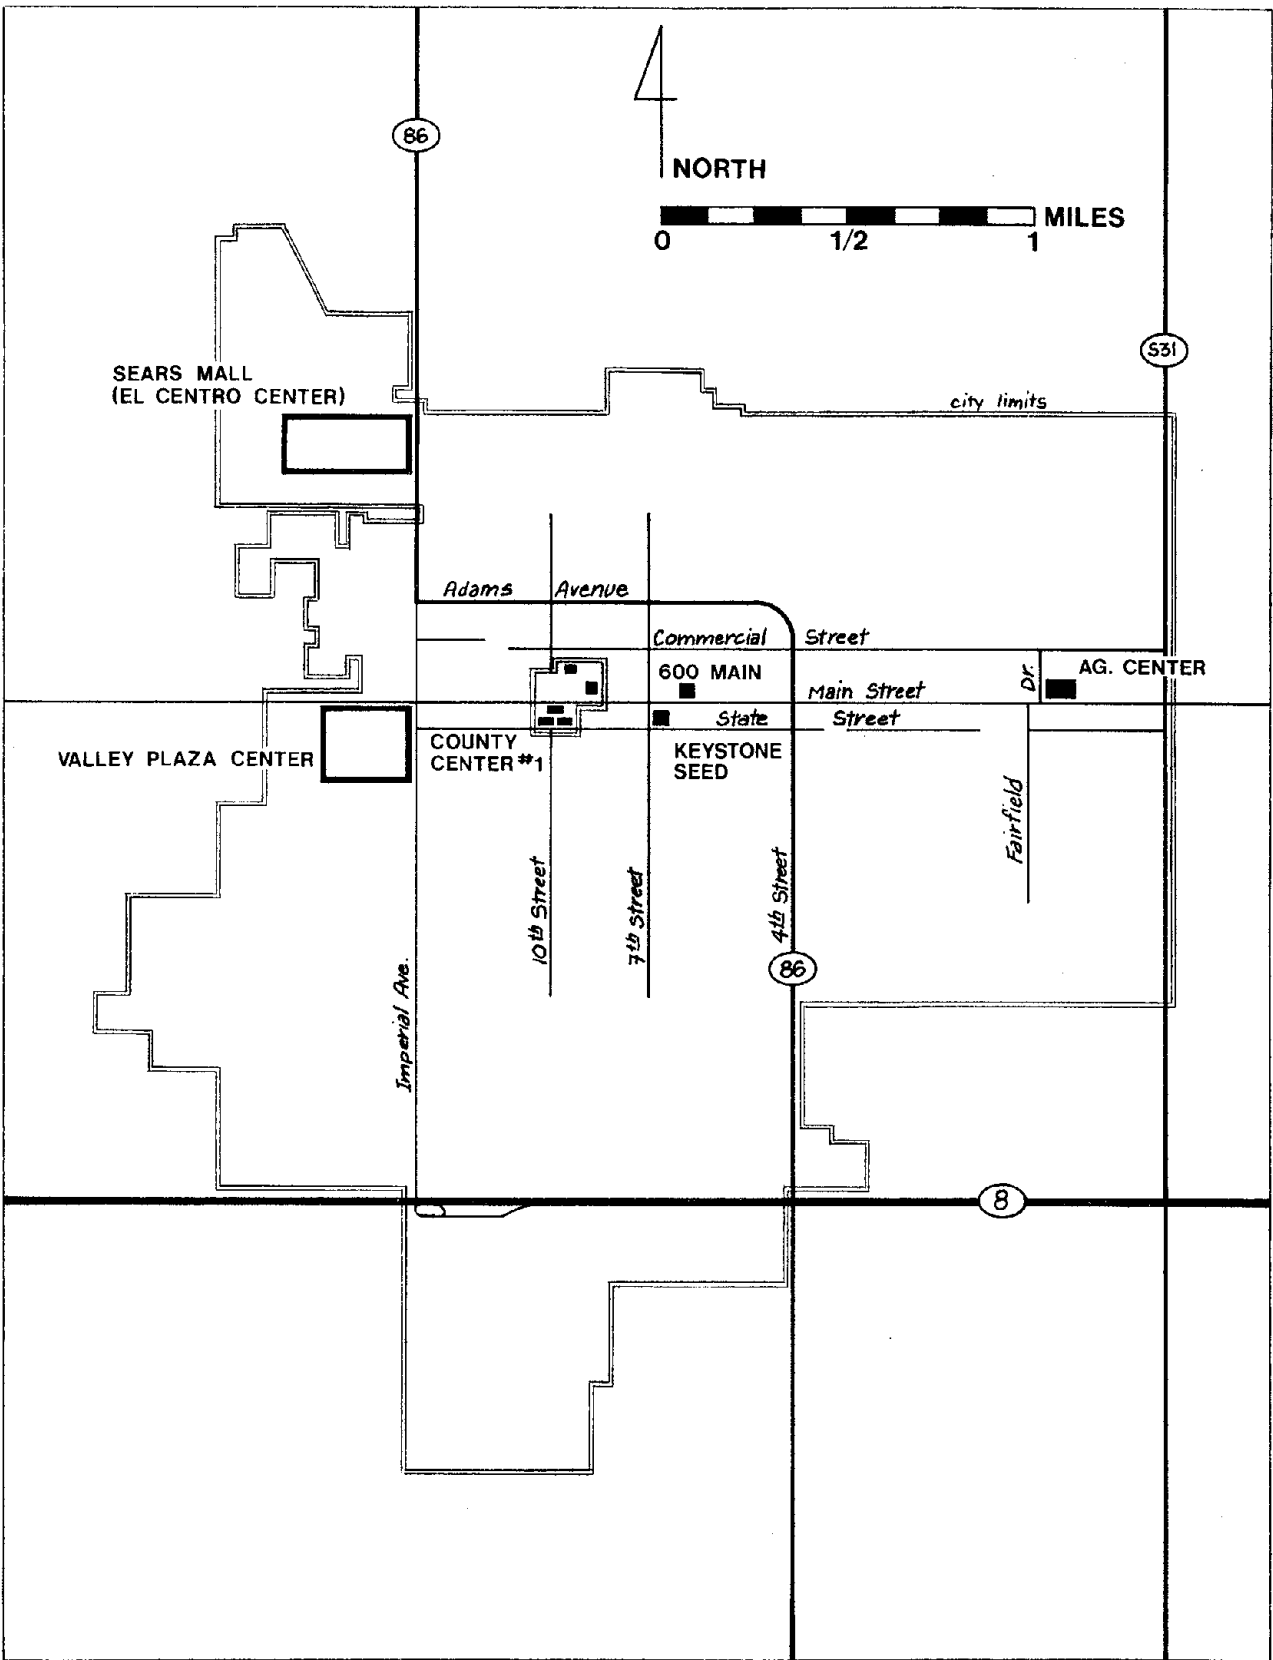 86
NORTH
MILES
0 1/2 1
S31
SEARS MALL
(EL CENTRO CENTER)
city limits
Adams Avenue
Commercial Street
600 MAIN
Dr.
AG. CENTER
Main Street
State Street
VALLEY PLAZA CENTER
COUNTY
CENTER #1
KEYSTONE
SEED
Fairfield
10th Street
7th Street
4th Street
Imperial Ave.
86
8